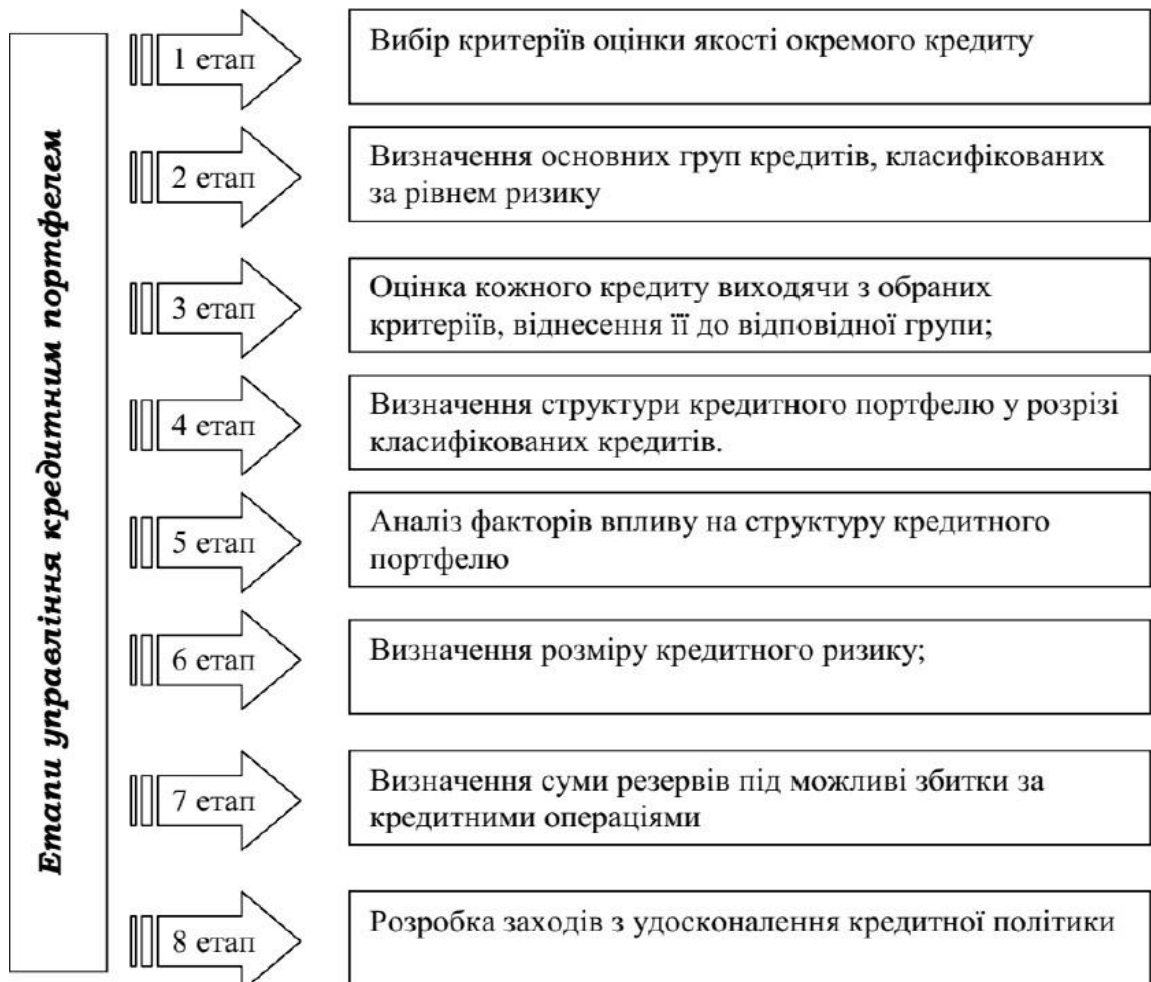 Етапи управління кредитним портфелем
1 етап
Вибір критеріїв оцінки якості окремого кредиту
2 етап
Визначення основних груп кредитів, класифікованих
за рівнем ризику
3 етап
Оцінка кожного кредиту виходячи з обраних
критеріїв, віднесення її до відповідної групи;
4 етап
Визначення структури кредитного портфелю у розрізі
класифікованих кредитів.
5 етап
Аналіз факторів впливу на структуру кредитного
портфелю
6 етап
Визначення розміру кредитного ризику;
7 етап
Визначення суми резервів під можливі збитки за
кредитними операціями
8 етап
Розробка заходів з удосконалення кредитної політики